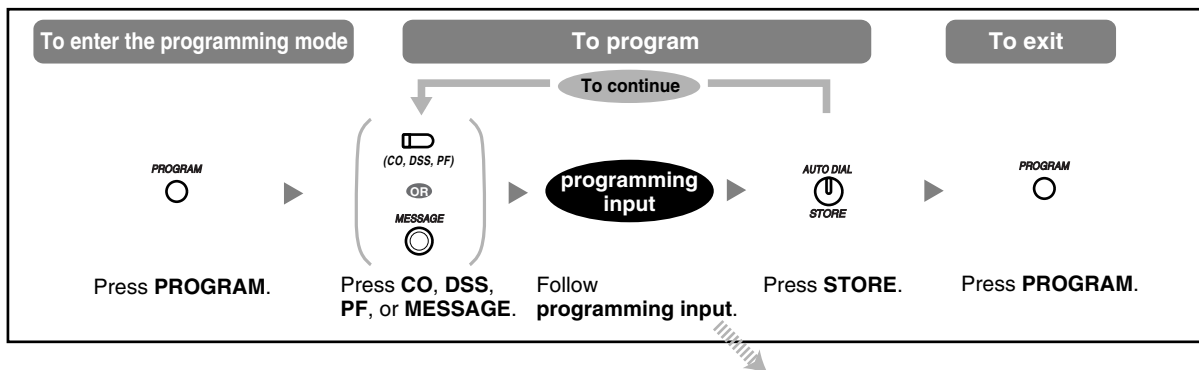 To enter the programming mode
To program
To exit
To continue
(CO, DSS, PF)
OR
MESSAGE
PROGRAM
programming
input
AUTO DIAL
STORE
PROGRAM
Press PROGRAM.
Press CO, DSS,
PF, or MESSAGE.
Follow
programming input.
Press STORE.
Press PROGRAM.